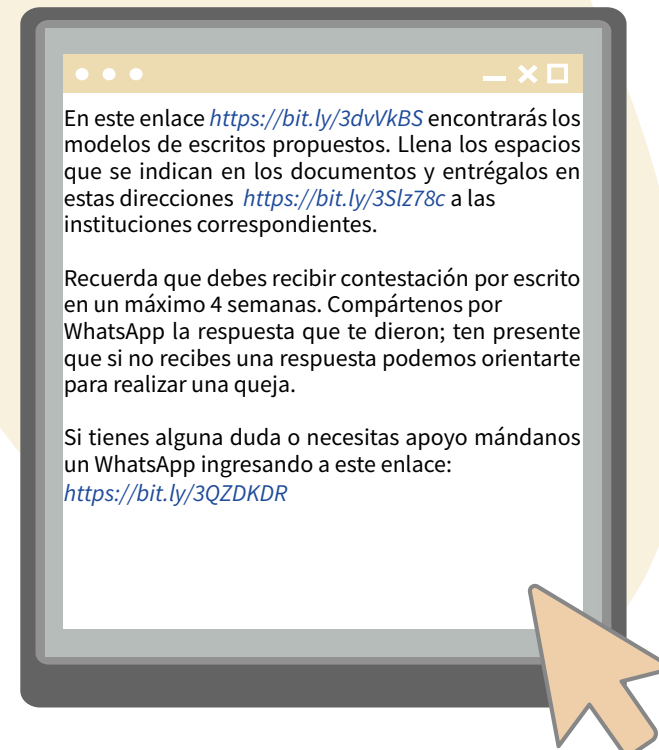 En este enlace https://bit.ly/3dvVkBS encontrarás los
modelos de escritos propuestos. Llena los espacios
que se indican en los documentos y entrégalos en
estas direcciones https://bit.ly/3Slz78c a las
instituciones correspondientes.
Recuerda que debes recibir contestación por escrito
en un máximo 4 semanas. Compártenos por
WhatsApp la respuesta que te dieron; ten presente
que si no recibes una respuesta podemos orientarte
para realizar una queja.
Si tienes alguna duda o necesitas apoyo mándanos
un WhatsApp ingresando a este enlace:
https://bit.ly/3QZDKDR